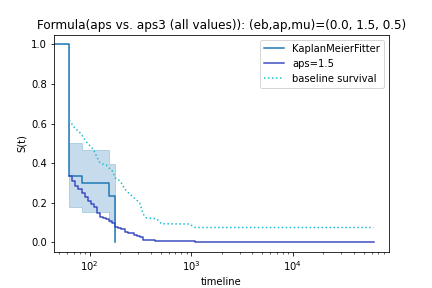 Formula(aps vs. aps3 (all values)): (eb,ap,mu)=(0.0, 1.5, 0.5)
KaplanMeierFitter
aps=1.5
baseline survival
1.0
0.8
0.6
0.4
0.2
0.0
S(t)
10²
10³
10⁴
timeline